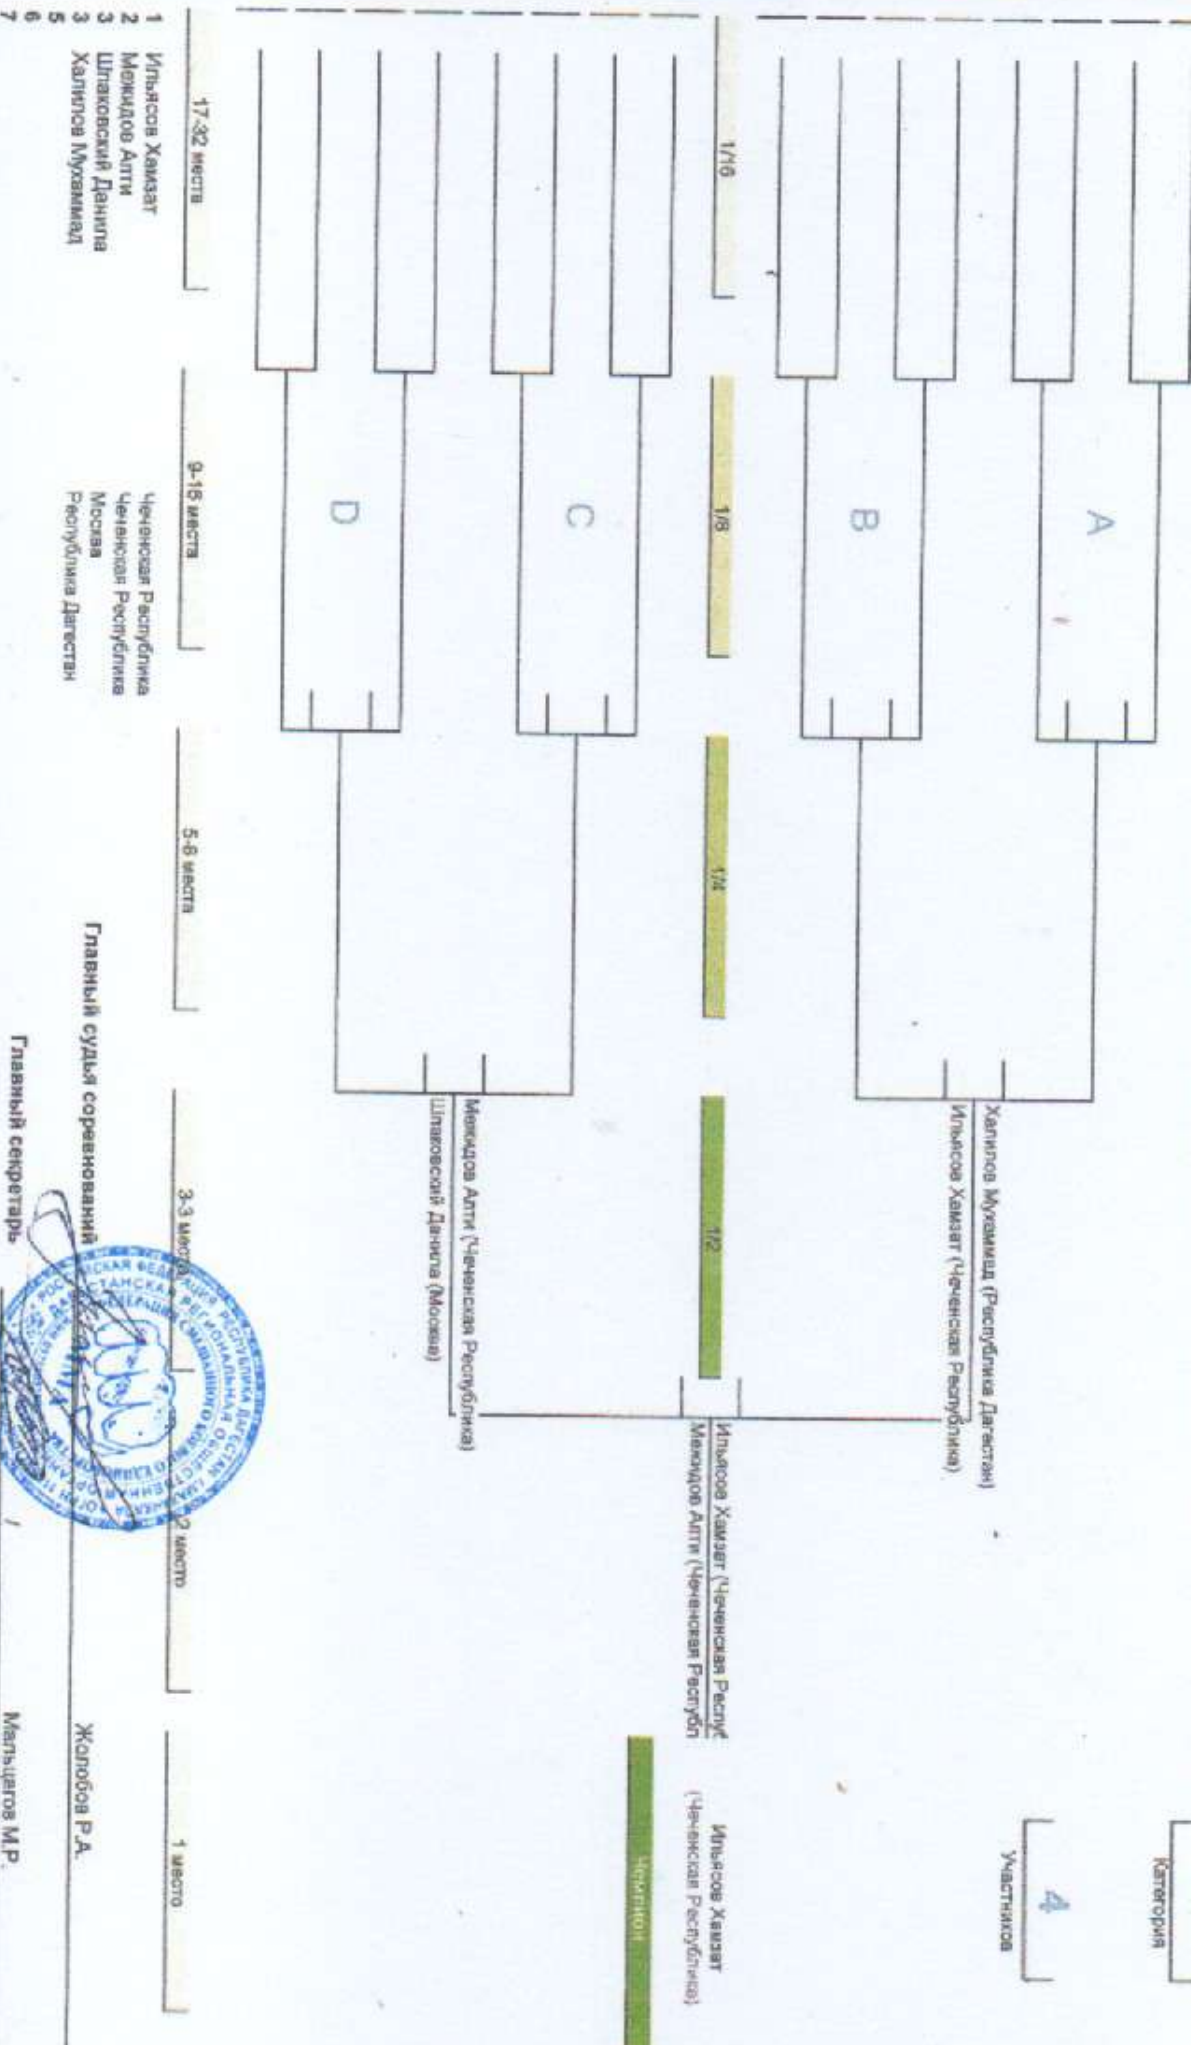 Категория
4
Участников
A
B
C
D
Халилов Мухаммад (Республика Дагестан)
Ильясов Хамзат (Чеченская Республика)
Ильясов Хамзат (Чеченская Респуб
Межидов Апти (Чеченская Республ
Ильясов Хамзат
(Чеченская Республика)
1/16
1/8
1/4
1/2
Чемпион
Межидов Апти (Чеченская Республика)
Шпаковский Данила (Москва)
17-32 места
9-16 места
5-8 места
3-3 место
2 место
1 место
1 Ильясов Хамзат Чеченская Республика
2 Межидов Апти Чеченская Республика
3 Шпаковский Данила Москва
3 Халилов Мухаммад Республика Дагестан
5
6
7
Главный судья соревнований Жолобов Р.А.
Главный секретарь / Мальцагов М.Р.